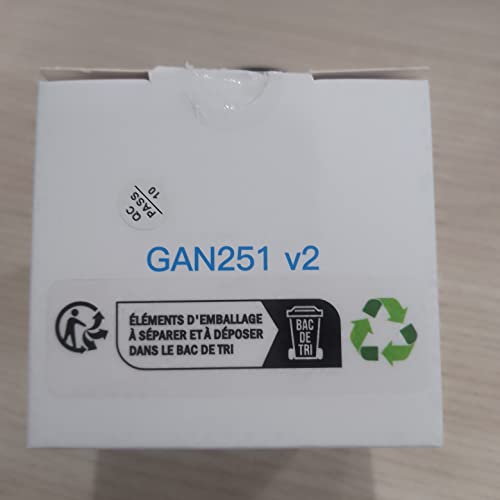 QC
PASS
10
GAN251 v2
ÉLÉMENTS D'EMBALLAGE
À SÉPARER ET À DÉPOSER
DANS LE BAC DE TRI
BAC
DE
TRI